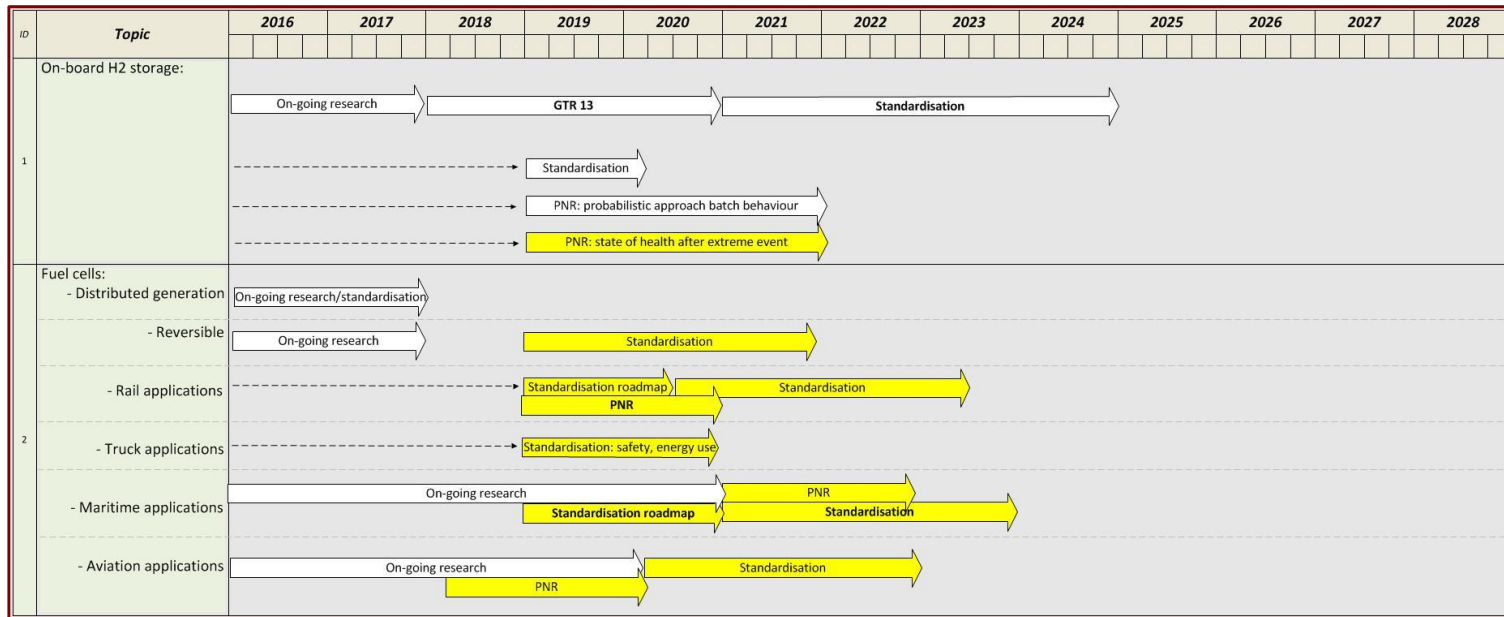 ID Topic 2016 2017 2018 2019 2020 2021 2022 2023 2024 2025 2026 2027 2028
On-board H2 storage:
On-going research GTR 13 Standardisation
1
Standardisation
PNR: probabilistic approach batch behaviour
PNR: state of health after extreme event
Fuel cells:
- Distributed generation On-going research/standardisation
- Reversible On-going research Standardisation
- Rail applications Standardisation roadmap Standardisation
PNR
2
- Truck applications Standardisation: safety, energy use
On-going research PNR
- Maritime applications Standardisation roadmap Standardisation
- Aviation applications On-going research Standardisation
PNR